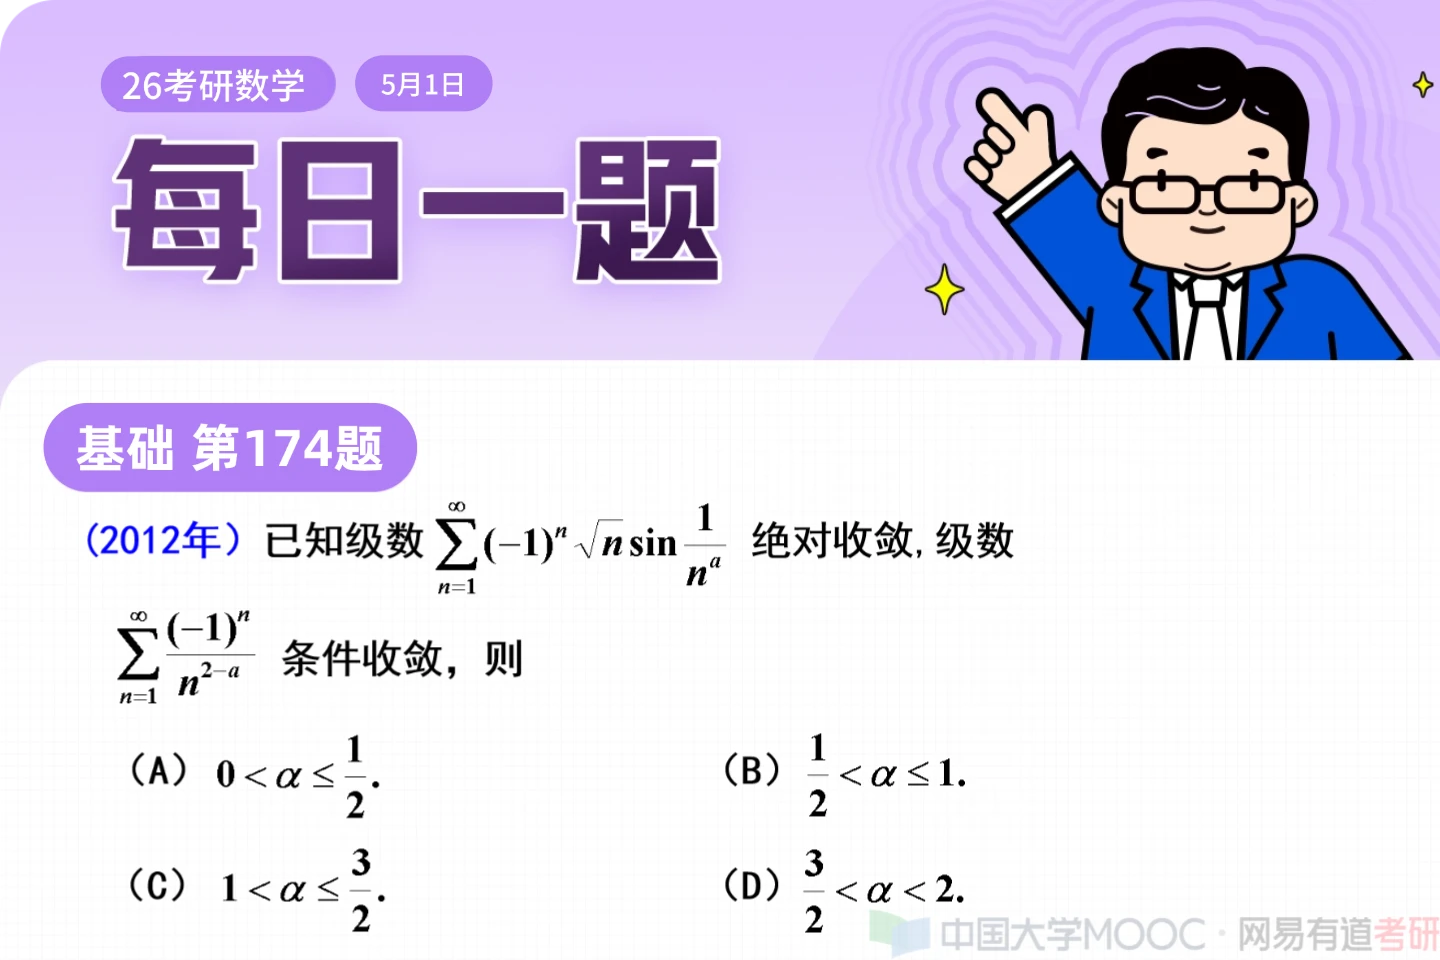 26考研数学 5月1日
每日一题
基础 第174题
(2012年）已知级数 $\sum_{n=1}^{\infty}(-1)^n\sqrt{n}\sin\frac{1}{n^a}$ 绝对收敛,级数
$\sum_{n=1}^{\infty}\frac{(-1)^n}{n^{2-a}}$ 条件收敛，则
（A） $0<\alpha\leq\frac{1}{2}.$ （B） $\frac{1}{2}<\alpha\leq 1.$
（C） $1<\alpha\leq\frac{3}{2}.$ （D） $\frac{3}{2}<\alpha<2.$
中国大学MOOC·网易有道考研